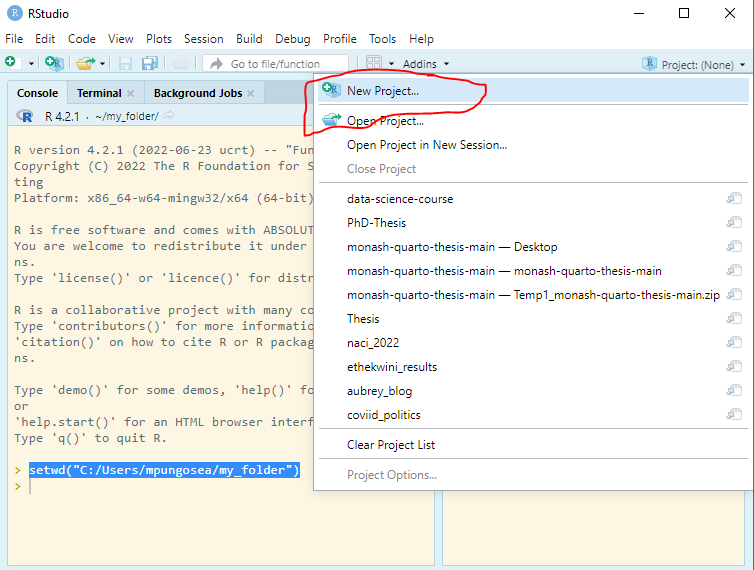 RStudio
File Edit Code View Plots Session Build Debug Profile Tools Help
Go to file/function Addins Project: (None)
Console Terminal Background Jobs
R 4.2.1 · ~/my_folder/
R version 4.2.1 (2022-06-23 ucrt) -- "Fun
Copyright (C) 2022 The R Foundation for S
ting
Platform: x86_64-w64-mingw32/x64 (64-bit)
R is free software and comes with ABSOLUT
You are welcome to redistribute it under
ns.
Type 'license()' or 'licence()' for distr
R is a collaborative project with many co
Type 'contributors()' for more informatio
'citation()' on how to cite R or R packag
ns.
Type 'demo()' for some demos, 'help()' fo
or
'help.start()' for an HTML browser interf
Type 'q()' to quit R.
> setwd("C:/Users/mpungosea/my_folder")
>
New Project...
Open Project...
Open Project in New Session...
Close Project
data-science-course
PhD-Thesis
monash-quarto-thesis-main — Desktop
monash-quarto-thesis-main — monash-quarto-thesis-main
monash-quarto-thesis-main — Temp1_monash-quarto-thesis-main.zip
Thesis
naci_2022
ethekwini_results
aubrey_blog
coviid_politics
Clear Project List
Project Options...